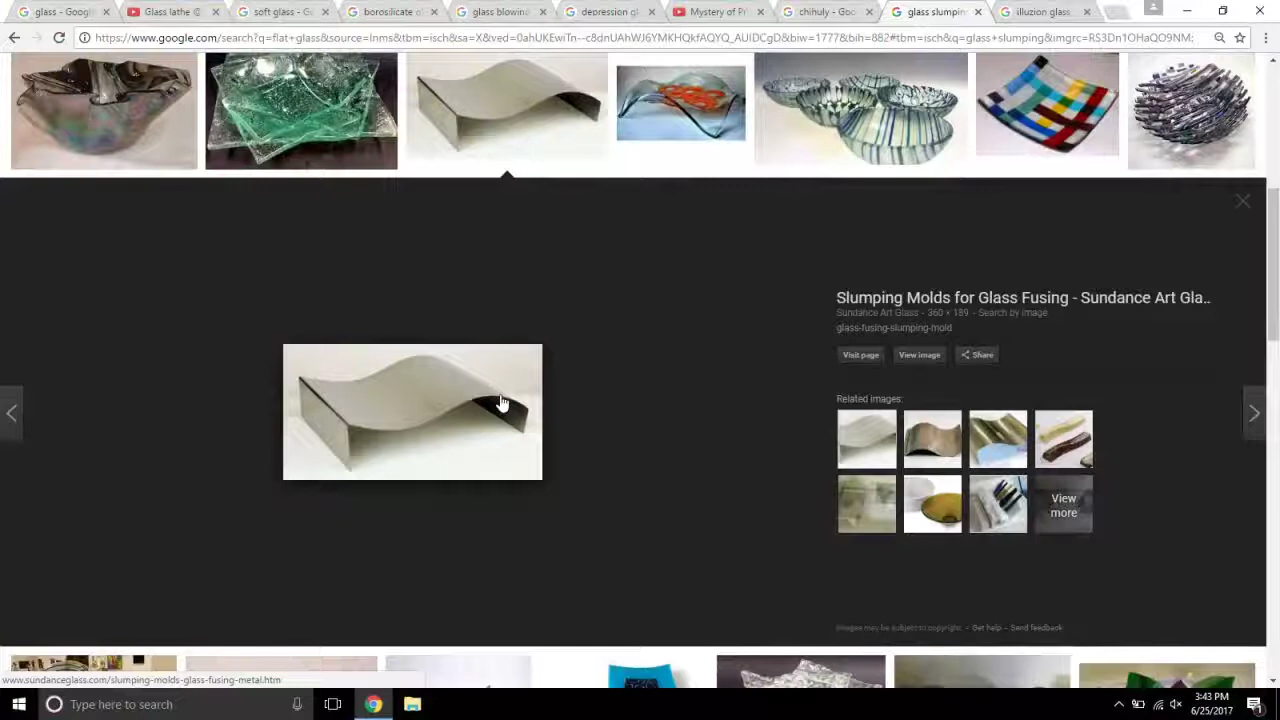 glass - Goog
Glass lathe @
soft glass - G
borosilicate
glass blowin
depression gl
Mystery of Pr
chihuly - Goo
glass slumpin
illuzion glass
https://www.google.com/search?q=flat+glass&source=lnms&tbm=isch&sa=X&ved=0ahUKEwiTn--c8dnUAhWJ6YMKHQkfAQYQ_AUIDCgD&biw=1777&bih=882#tbm=isch&q=glass+slumping&imgrc=RS3Dn1OHaQO9NM:
Slumping Molds for Glass Fusing - Sundance Art Gla..
Sundance Art Glass - 360 × 189 - Search by image
glass-fusing-slumping-mold
Visit page
View image
Share
Related images:
View
more
Images may be subject to copyright. - Get help - Send feedback
www.sundanceglass.com/slumping-molds-glass-fusing-metal.htm
Type here to search
3:43 PM
6/25/2017